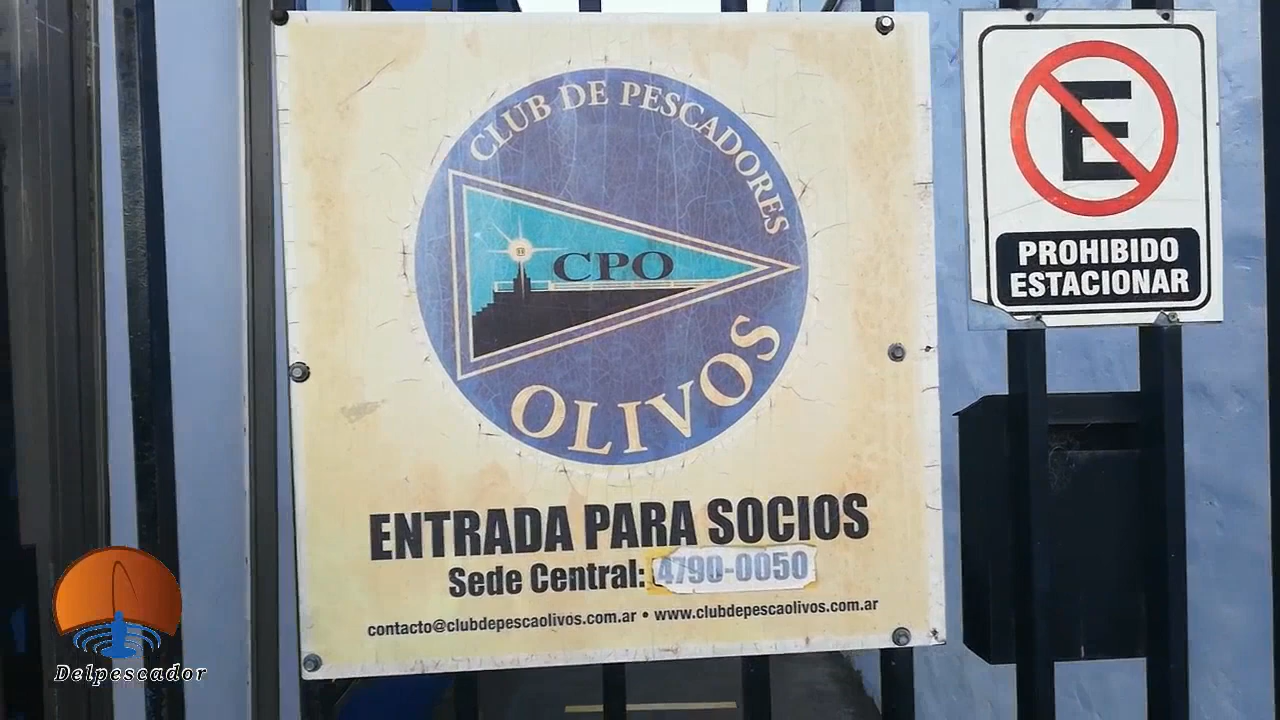 CLUB DE PESCADORES
CPO
OLIVOS
ENTRADA PARA SOCIOS
Sede Central: 4790-0050
contacto@clubdepescaolivos.com.ar • www.clubdepescaolivos.com.ar
E
PROHIBIDO
ESTACIONAR
Delpescador